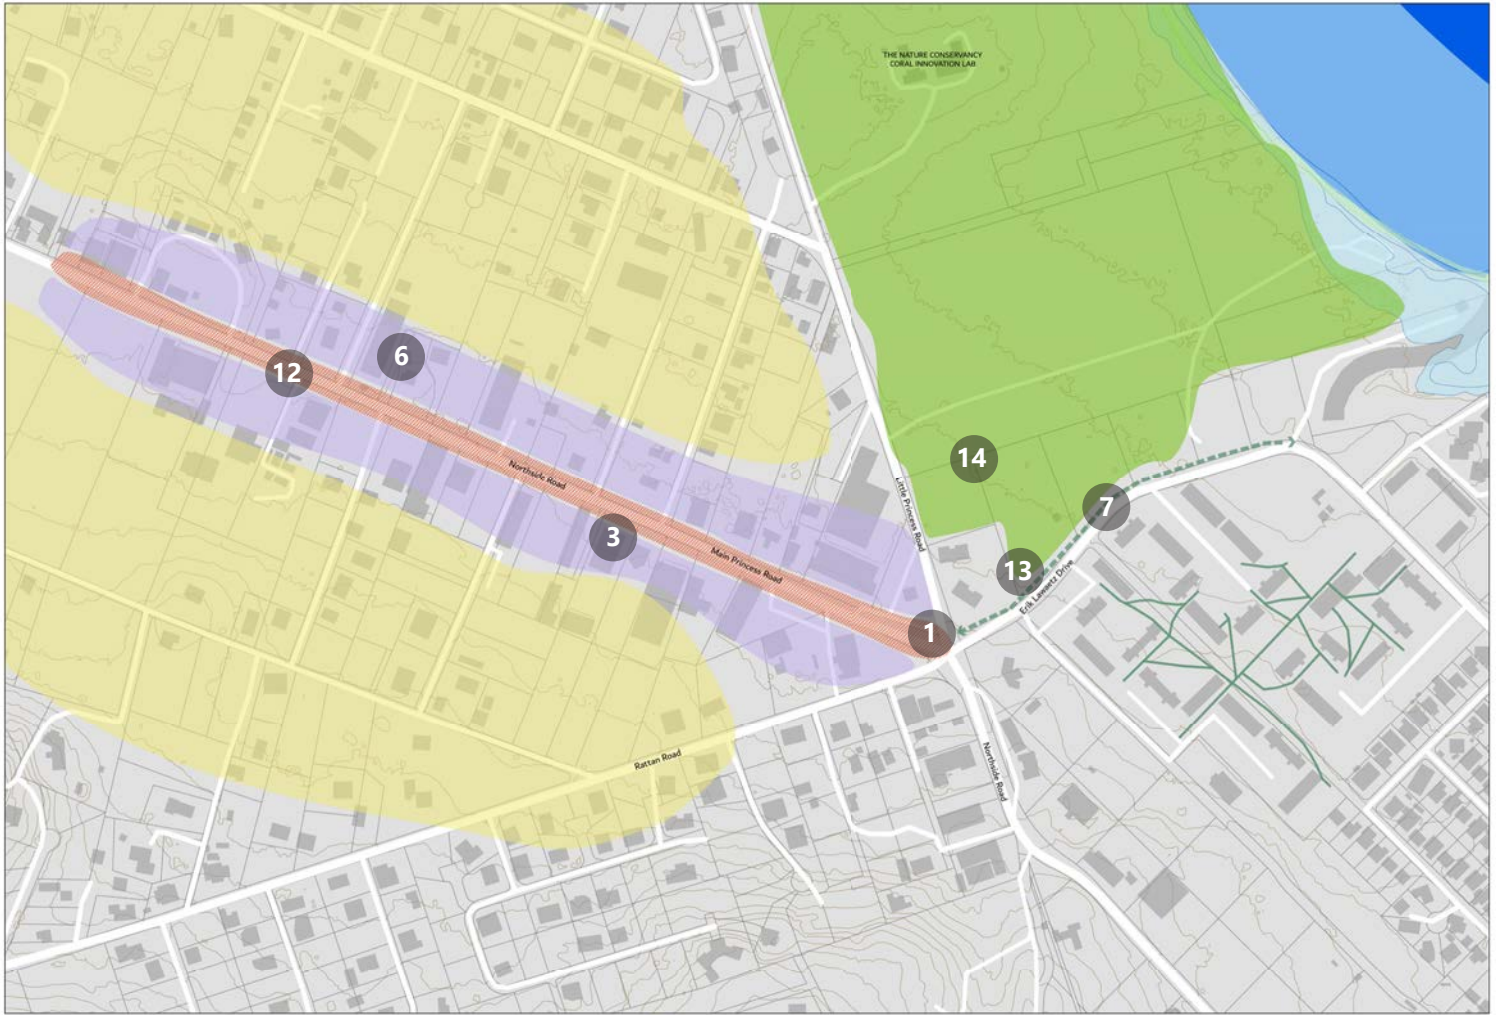 THE NATURE CONSERVANCY
CORAL INNOVATION LAB
6
12
14
Northside Road
Little Princess Road
7
3
Main Princess Road
13
Erik Lawaetz Drive
1
Rattan Road
Northside Road